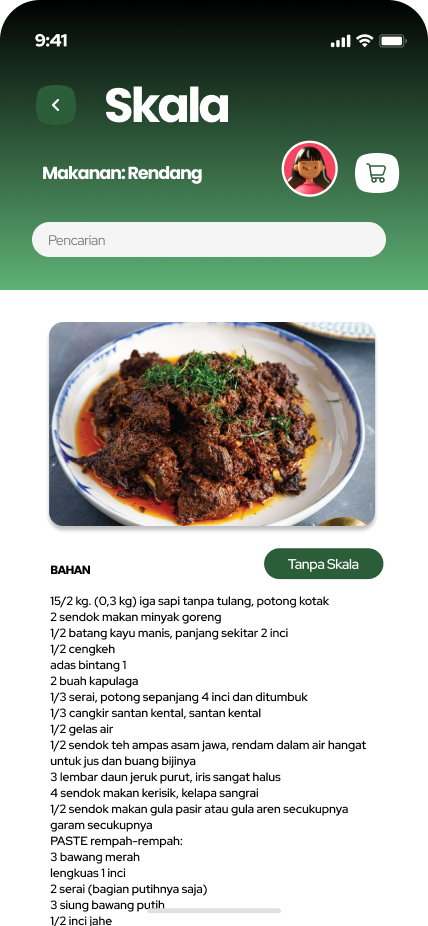 9:41
Skala
Makanan: Rendang
Pencarian
BAHAN
Tanpa Skala
15/2 kg. (0,3 kg) iga sapi tanpa tulang, potong kotak
2 sendok makan minyak goreng
1/2 batang kayu manis, panjang sekitar 2 inci
1/2 cengkeh
adas bintang 1
2 buah kapulaga
1/3 serai, potong sepanjang 4 inci dan ditumbuk
1/3 cangkir santan kental, santan kental
1/2 gelas air
1/2 sendok teh ampas asam jawa, rendam dalam air hangat
untuk jus dan buang bijinya
3 lembar daun jeruk purut, iris sangat halus
4 sendok makan kerisik, kelapa sangrai
1/2 sendok makan gula pasir atau gula aren secukupnya
garam secukupnya
PASTE rempah-rempah:
3 bawang merah
lengkuas 1 inci
2 serai (bagian putihnya saja)
3 siung bawang putih
1/2 inci jahe